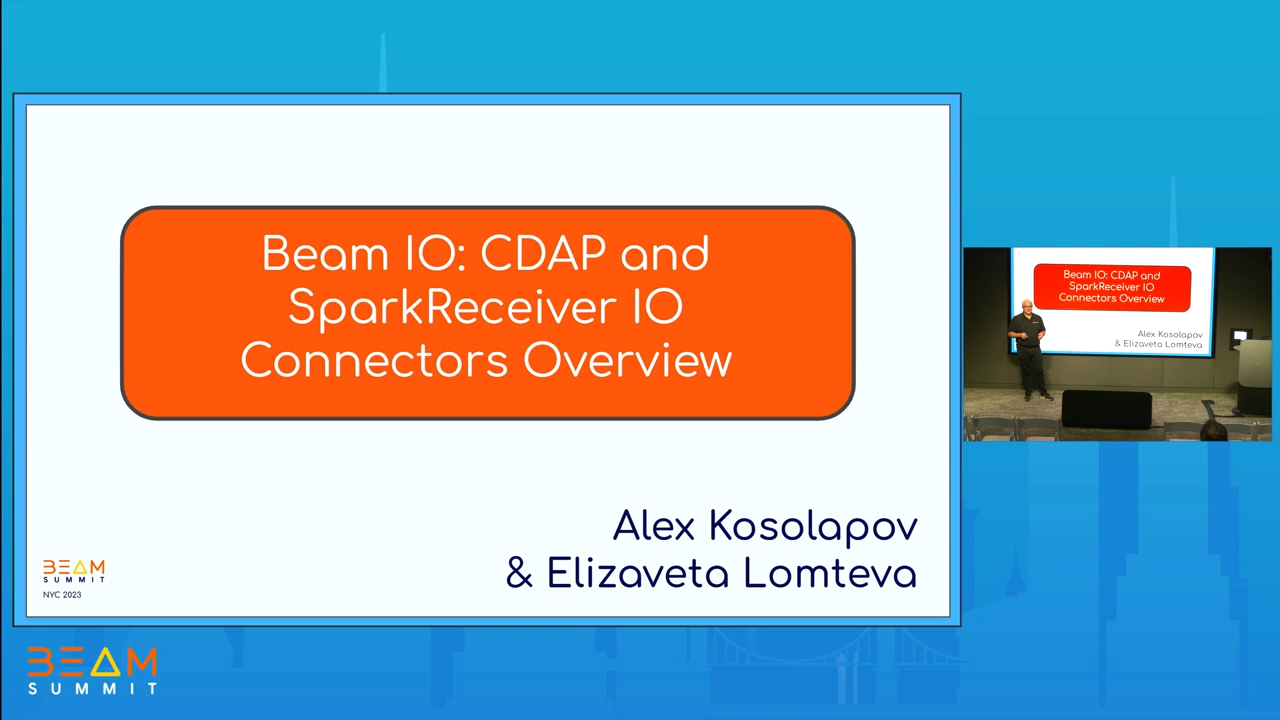 Beam IO: CDAP and
SparkReceiver IO
Connectors Overview
Alex Kosolapov
& Elizaveta Lomteva
BEAM
SUMMIT
NYC 2023
Beam IO: CDAP and
SparkReceiver IO
Connectors Overview
Alex Kosolapov
& Elizaveta Lomteva
BEAM
SUMMIT